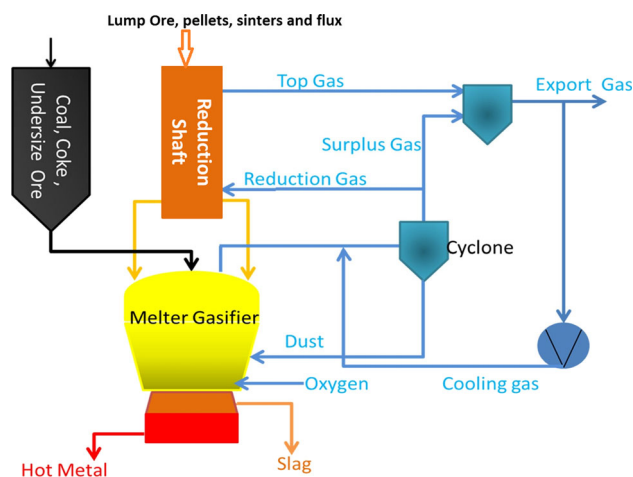 Lump Ore, pellets, sinters and flux
Coal, Coke,
Undersize Ore
Reduction
Shaft
Top Gas
Export Gas
Surplus Gas
Reduction Gas
Cyclone
Melter Gasifier
Dust
Oxygen
Cooling gas
Hot Metal
Slag